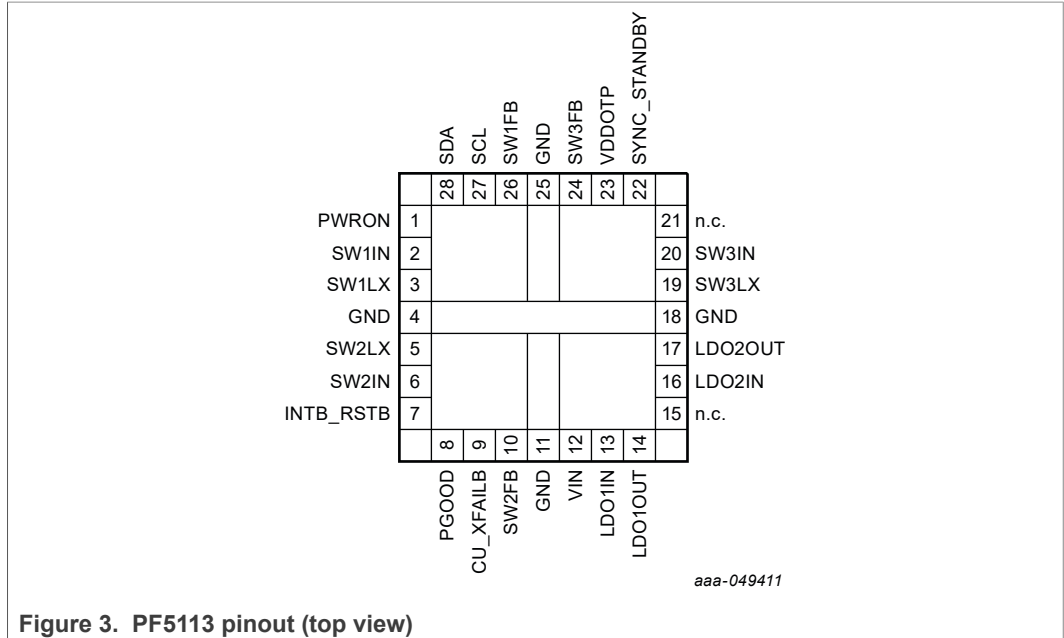 SDA
SCL
SW1FB
GND
SW3FB
VDDOTP
SYNC_STANDBY
28
27
26
25
24
23
22
PWRON 1
SW1IN 2
SW1LX 3
GND 4
SW2LX 5
SW2IN 6
INTB_RSTB 7
21 n.c.
20 SW3IN
19 SW3LX
18 GND
17 LDO2OUT
16 LDO2IN
15 n.c.
8
9
10
11
12
13
14
PGOOD
CU_XFAILB
SW2FB
GND
VIN
LDO1IN
LDO1OUT
aaa-049411
Figure 3. PF5113 pinout (top view)